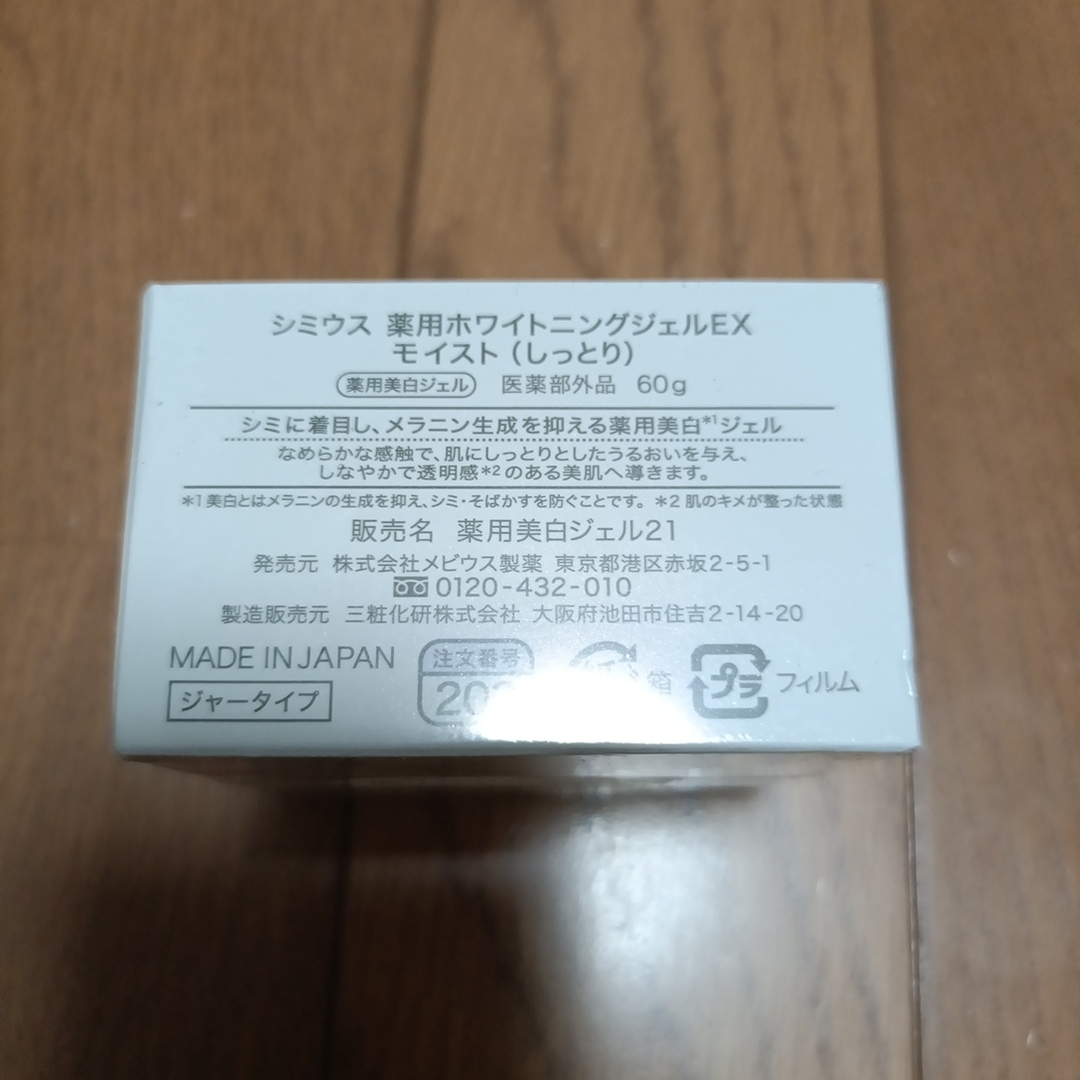 シミウス 薬用ホワイトニングジェルEX
モイスト(しっとり)
薬用美白ジェル 医薬部外品 60g
シミに着目し、メラニン生成を抑える薬用美白*1ジェル
なめらかな感触で、肌にしっとりとしたうるおいを与え、
しなやかで透明感*2のある美肌へ導きます。
*1 美白とはメラニンの生成を抑え、シミ・そばかすを防ぐことです。 *2 肌のキメが整った状態
販売名 薬用美白ジェル21
発売元 株式会社メビウス製薬 東京都港区赤坂2-5-1
0120-432-010
製造販売元 三粧化研株式会社 大阪府池田市住吉2-14-20
MADE IN JAPAN
ジャータイプ
注文番号
箱
プラ フィルム